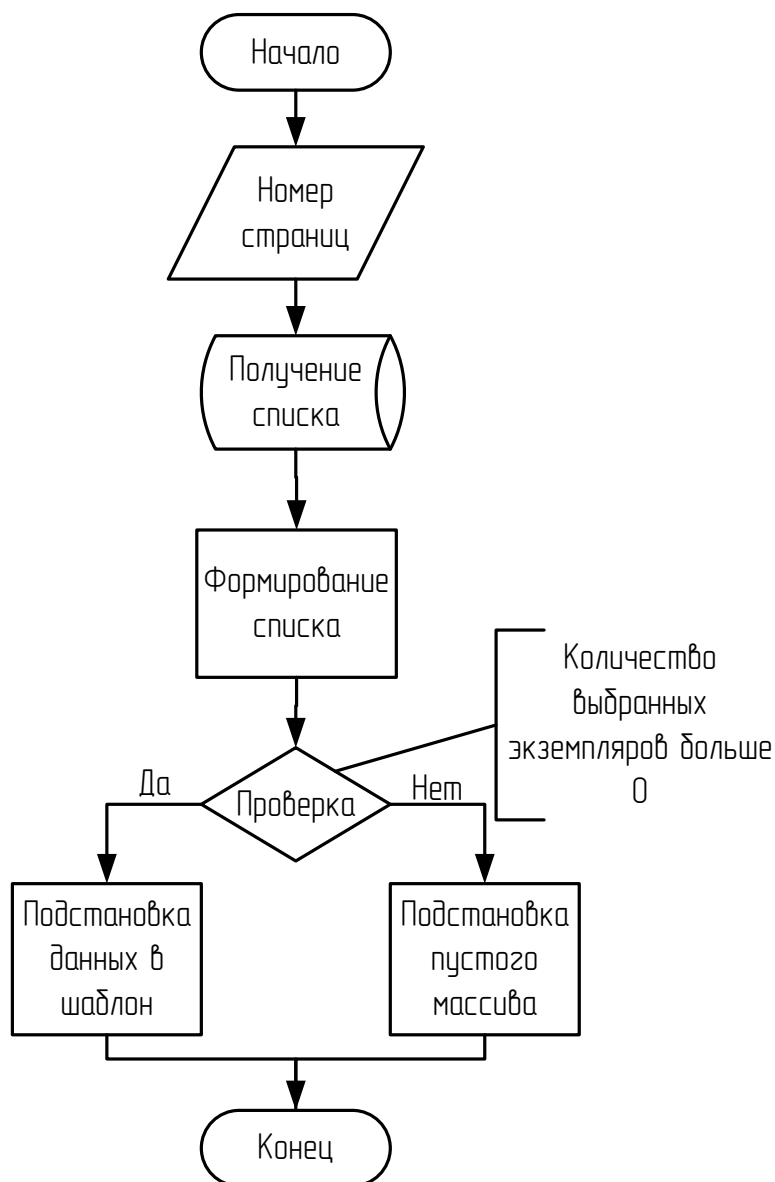 Начало
Номер
страниц
Получение
списка
Формирование
списка
Количество
выбранных
экземпляров больше
0
Проверка
Да
Нет
Подстановка
данных в
шаблон
Подстановка
пустого
массива
Конец